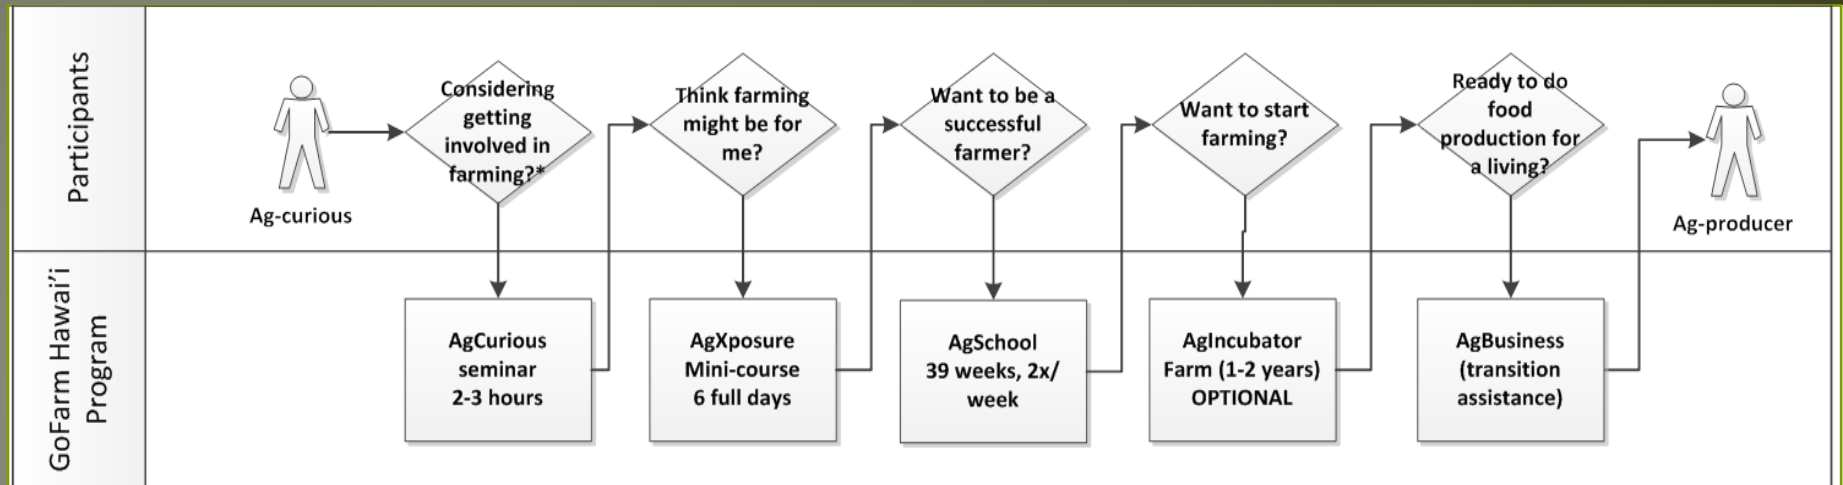 Participants
Ag-curious
Considering
getting
involved in
farming?*
Think farming
might be for
me?
Want to be a
successful
farmer?
Want to start
farming?
Ready to do
food
production for
a living?
Ag-producer
GoFarm Hawai'i
Program
AgCurious
seminar
2-3 hours
AgXposure
Mini-course
6 full days
AgSchool
39 weeks, 2x/
week
AgIncubator
Farm (1-2 years)
OPTIONAL
AgBusiness
(transition
assistance)